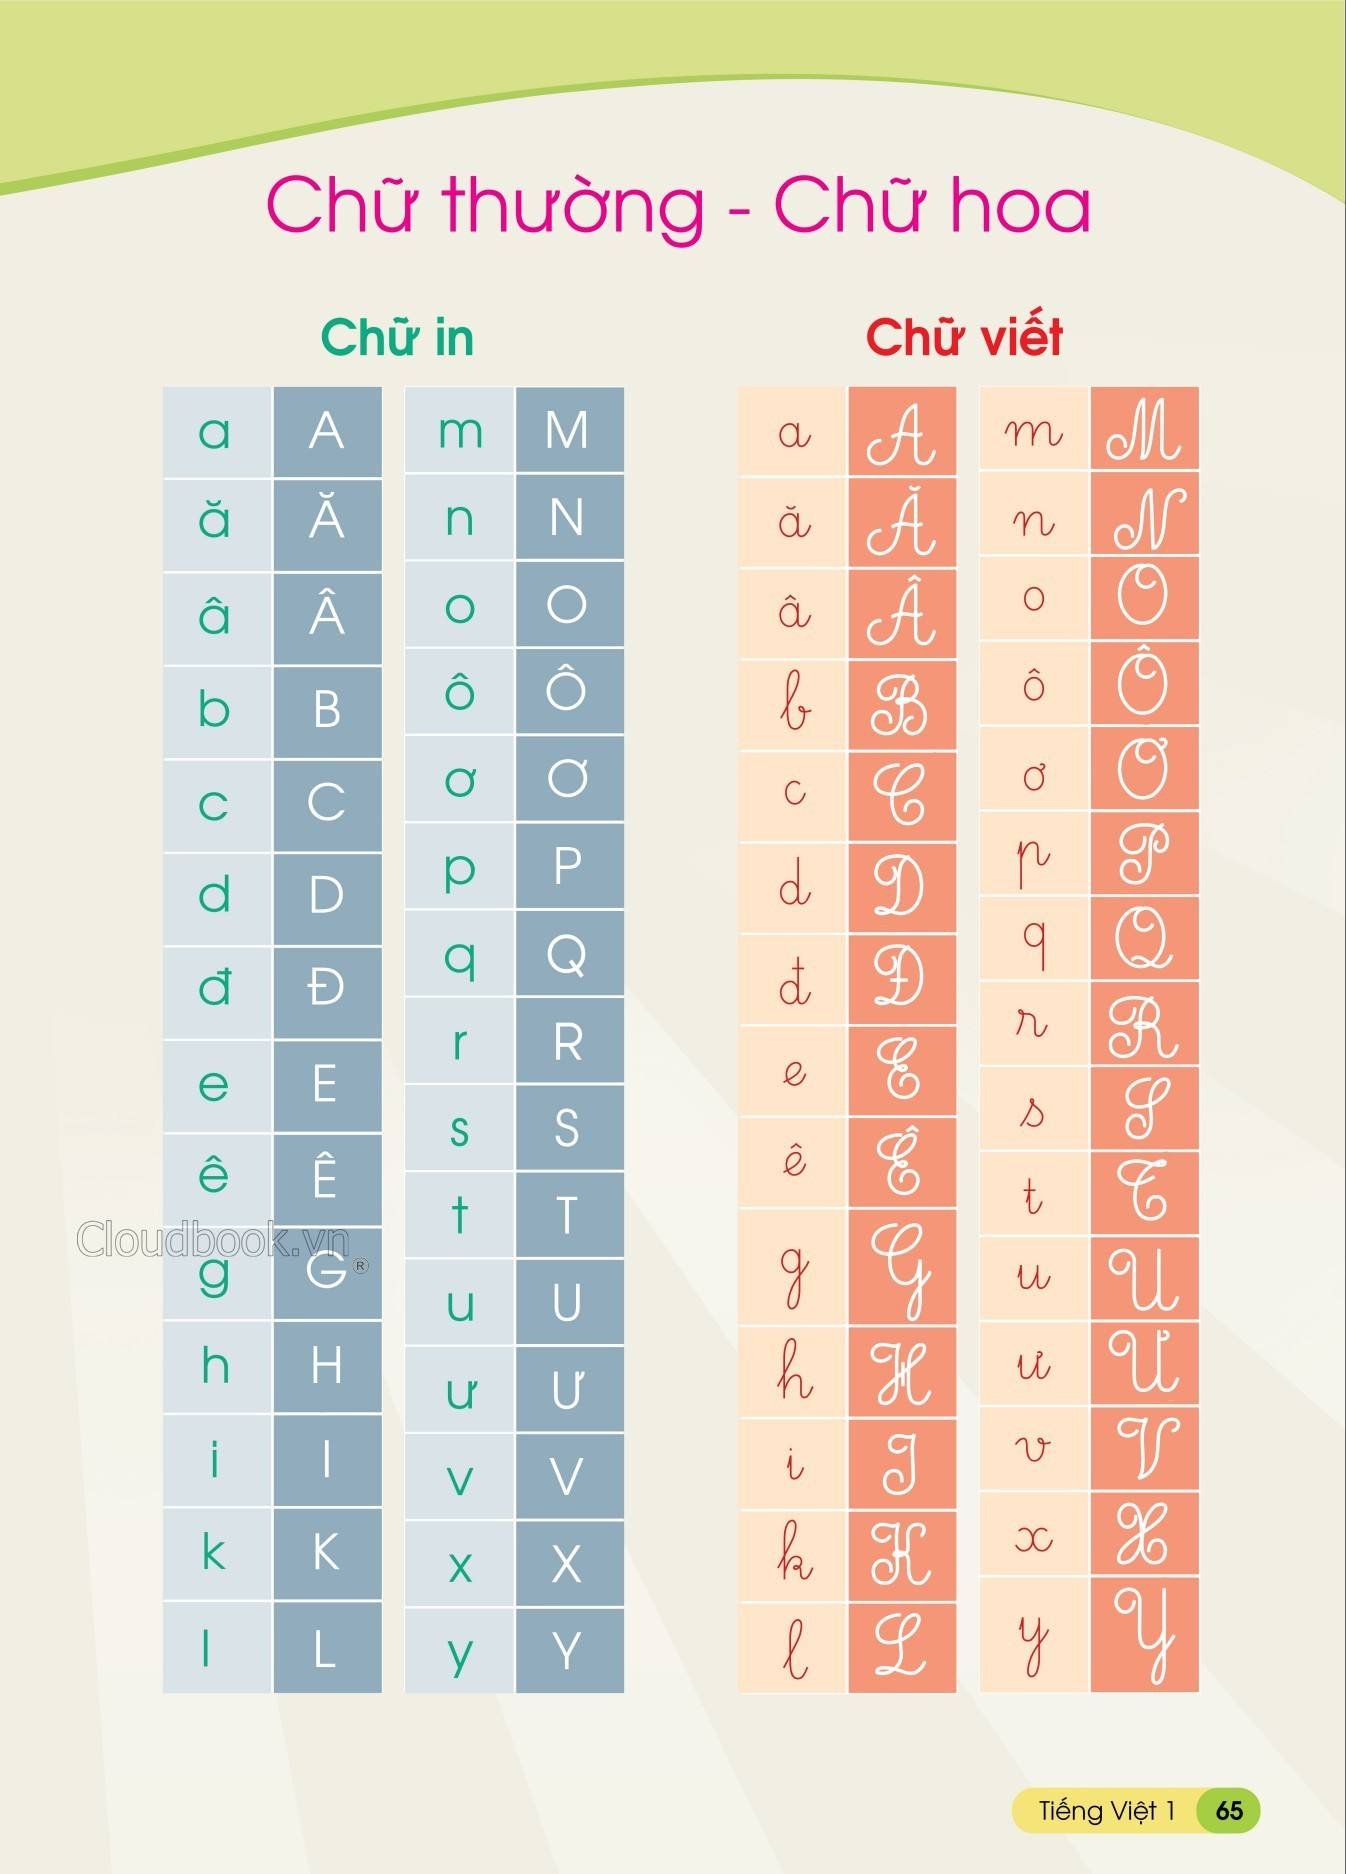 Chữ thường - Chữ hoa
Chữ in
a A
ă Ă
â Â
b B
c C
d D
đ Đ
e E
ê Ê
g G
h H
i I
k K
l L
m M
n N
o O
ô Ô
ơ Ơ
p P
q Q
r R
s S
t T
u U
ư Ư
v V
x X
y Y
Chữ viết
a A
ă Ă
â Â
b B
c C
d D
đ Đ
e E
ê Ê
g G
h H
i I
k K
l L
m M
n N
o O
ô Ô
ơ Ơ
p P
q Q
r R
s S
t T
u U
ư Ư
v V
x X
y Y
Cloudbook.vn®
Tiếng Việt 1 65